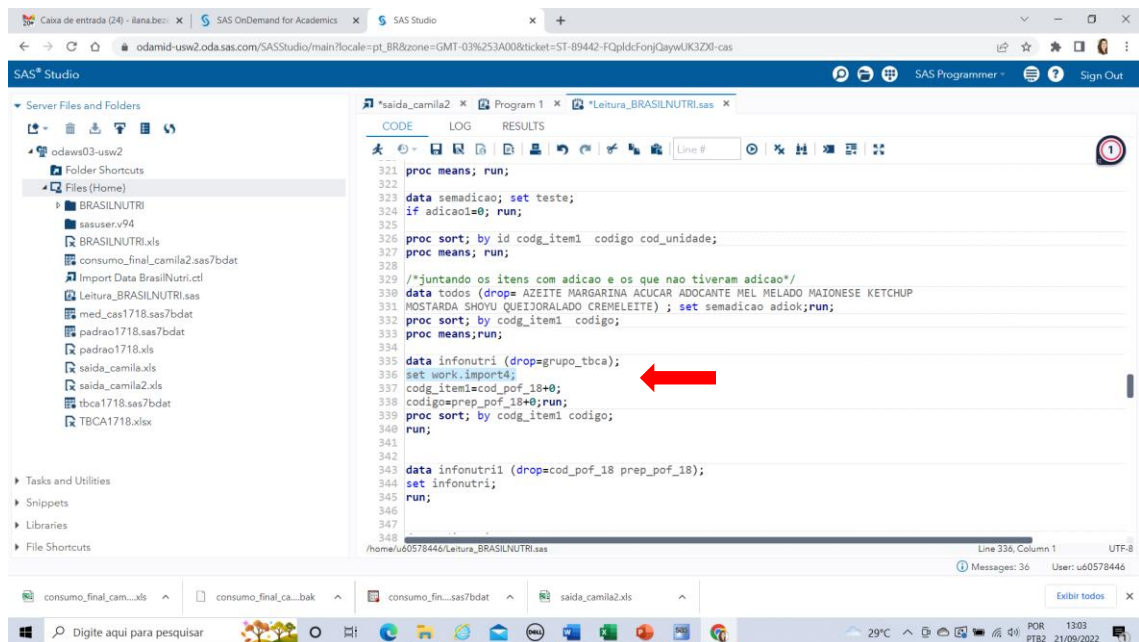 Caixa de entrada (24) - ilana.bez
SAS OnDemand for Academics
SAS Studio
odamid-usw2.oda.sas.com/SASStudio/main?locale=pt_BR&zone=GMT-03%253A00&ticket=ST-89442-FQpldcFonjQaywUK3ZXl-cas
SAS® Studio
SAS Programmer
Sign Out
Server Files and Folders
odaws03-usw2
Folder Shortcuts
Files (Home)
BRASILNUTRI
sasuser.v94
BRASILNUTRI.xls
consumo_final_camila2.sas7bdat
Import Data BrasilNutri.ctl
Leitura_BRASILNUTRI.sas
med_cas1718.sas7bdat
padrao1718.sas7bdat
padrao1718.xls
saida_camila.xls
saida_camila2.xls
tbca1718.sas7bdat
TBCA1718.xlsx
Tasks and Utilities
Snippets
Libraries
File Shortcuts
*saida_camila2
Program 1
*Leitura_BRASILNUTRI.sas
CODE LOG RESULTS
Line #
1
321 proc means; run;
322
323 data semadicao; set teste;
324 if adicao1=0; run;
325
326 proc sort; by id codg_item1 codigo cod_unidade;
327 proc means; run;
328
329 /*juntando os itens com adicao e os que nao tiveram adicao*/
330 data todos (drop= AZEITE MARGARINA ACUCAR ADOCANTE MEL MELADO MAIONESE KETCHUP
331 MOSTARDA SHOYU QUEIJORALADO CREMELEITE) ; set semadicao adiok;run;
332 proc sort; by codg_item1 codigo;
333 proc means;run;
334
335 data infonutri (drop=grupo_tbca);
336 set work.import4;
337 codg_item1=cod_pof_18+0;
338 codigo=prep_pof_18+0;run;
339 proc sort; by codg_item1 codigo;
340 run;
341
342
343 data infonutri1 (drop=cod_pof_18 prep_pof_18);
344 set infonutri;
345 run;
346
347
348
/home/u60578446/Leitura_BRASILNUTRI.sas
Line 336, Column 1
UTF-8
Messages: 36
User: u60578446
consumo_final_cam....xls
consumo_final_ca....bak
consumo_fin....sas7bdat
saida_camila2.xls
Exibir todos
Digite aqui para pesquisar
29°C
POR
PTB2
13:03
21/09/2022